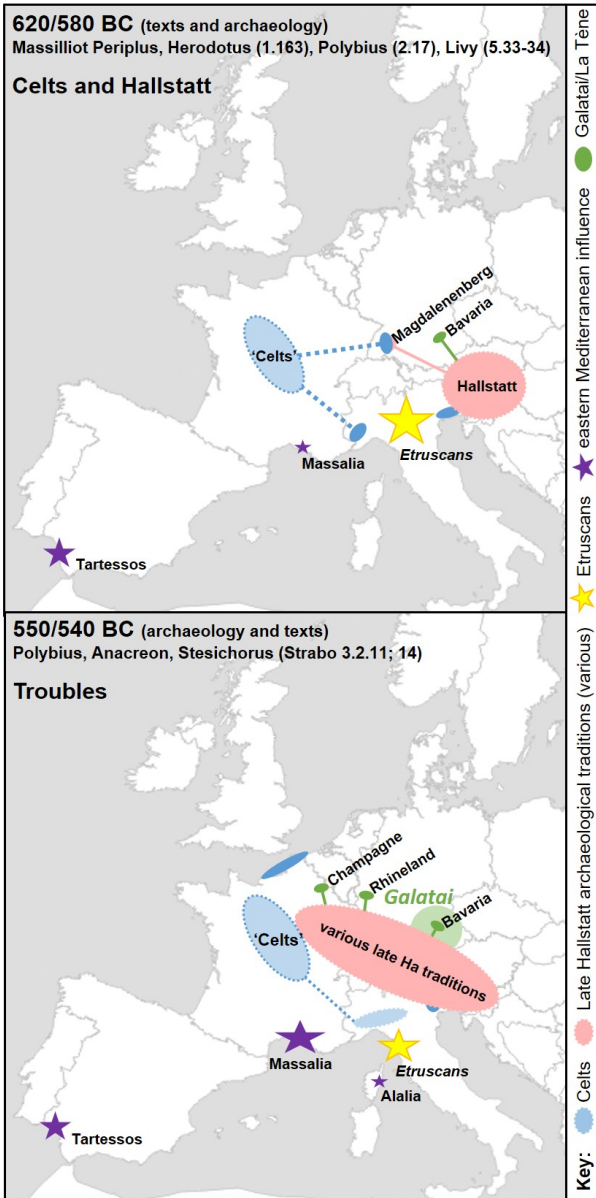 620/580 BC (texts and archaeology)
Massilliot Periplus, Herodotus (1.163), Polybius (2.17), Livy (5.33-34)
Celts and Hallstatt
Magdalenenberg
Bavaria
'Celts'
Hallstatt
Massalia
Etruscans
Tartessos
550/540 BC (archaeology and texts)
Polybius, Anacreon, Stesichorus (Strabo 3.2.11; 14)
Troubles
Champagne
Rhineland
Galatai
Bavaria
'Celts'
various late Ha traditions
Massalia
Etruscans
Alalia
Tartessos
Key: Celts Late Hallstatt archaeological traditions (various) Etruscans eastern Mediterranean influence Galatai/La Tène